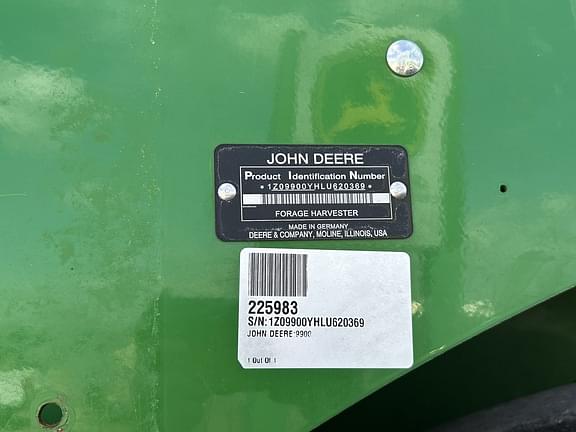 JOHN DEERE
Product Identification Number
* 1Z09900YHLU620369 *
FORAGE HARVESTER
MADE IN GERMANY
DEERE & COMPANY, MOLINE, ILLINOIS, USA
225983
S/N: 1Z09900YHLU620369
JOHN DEERE 9900
1 Out Of 1